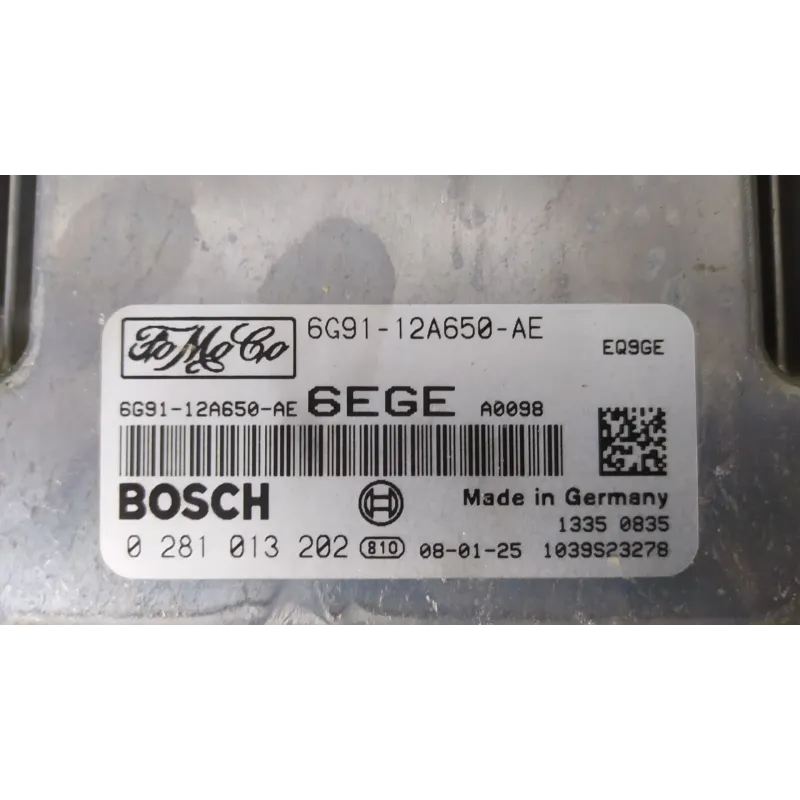 FoMoCo 6G91-12A650-AE
EQ9GE
6G91-12A650-AE 6EGE A0098
BOSCH Made in Germany
1335 0835
0 281 013 202 810 08-01-25 1039S23278